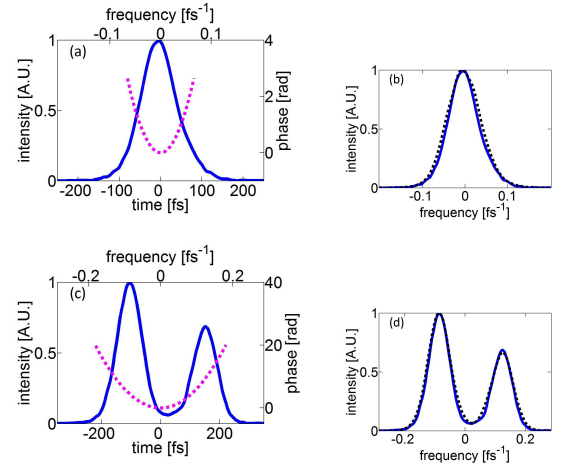 frequency [fs-1]
-0.1 0 0.1
(a)
1
0.5
0
intensity [A.U.]
4
2
0
phase [rad]
-200 -100 0 100 200
time [fs]
(b)
1
0.5
0
intensity [A.U.]
-0.1 0 0.1
frequency [fs-1]
frequency [fs-1]
-0.2 0 0.2
(c)
1
0.5
0
intensity [A.U.]
40
20
0
phase [rad]
-200 0 200
time [fs]
(d)
1
0.5
0
intensity [A.U.]
-0.2 0 0.2
frequency [fs-1]